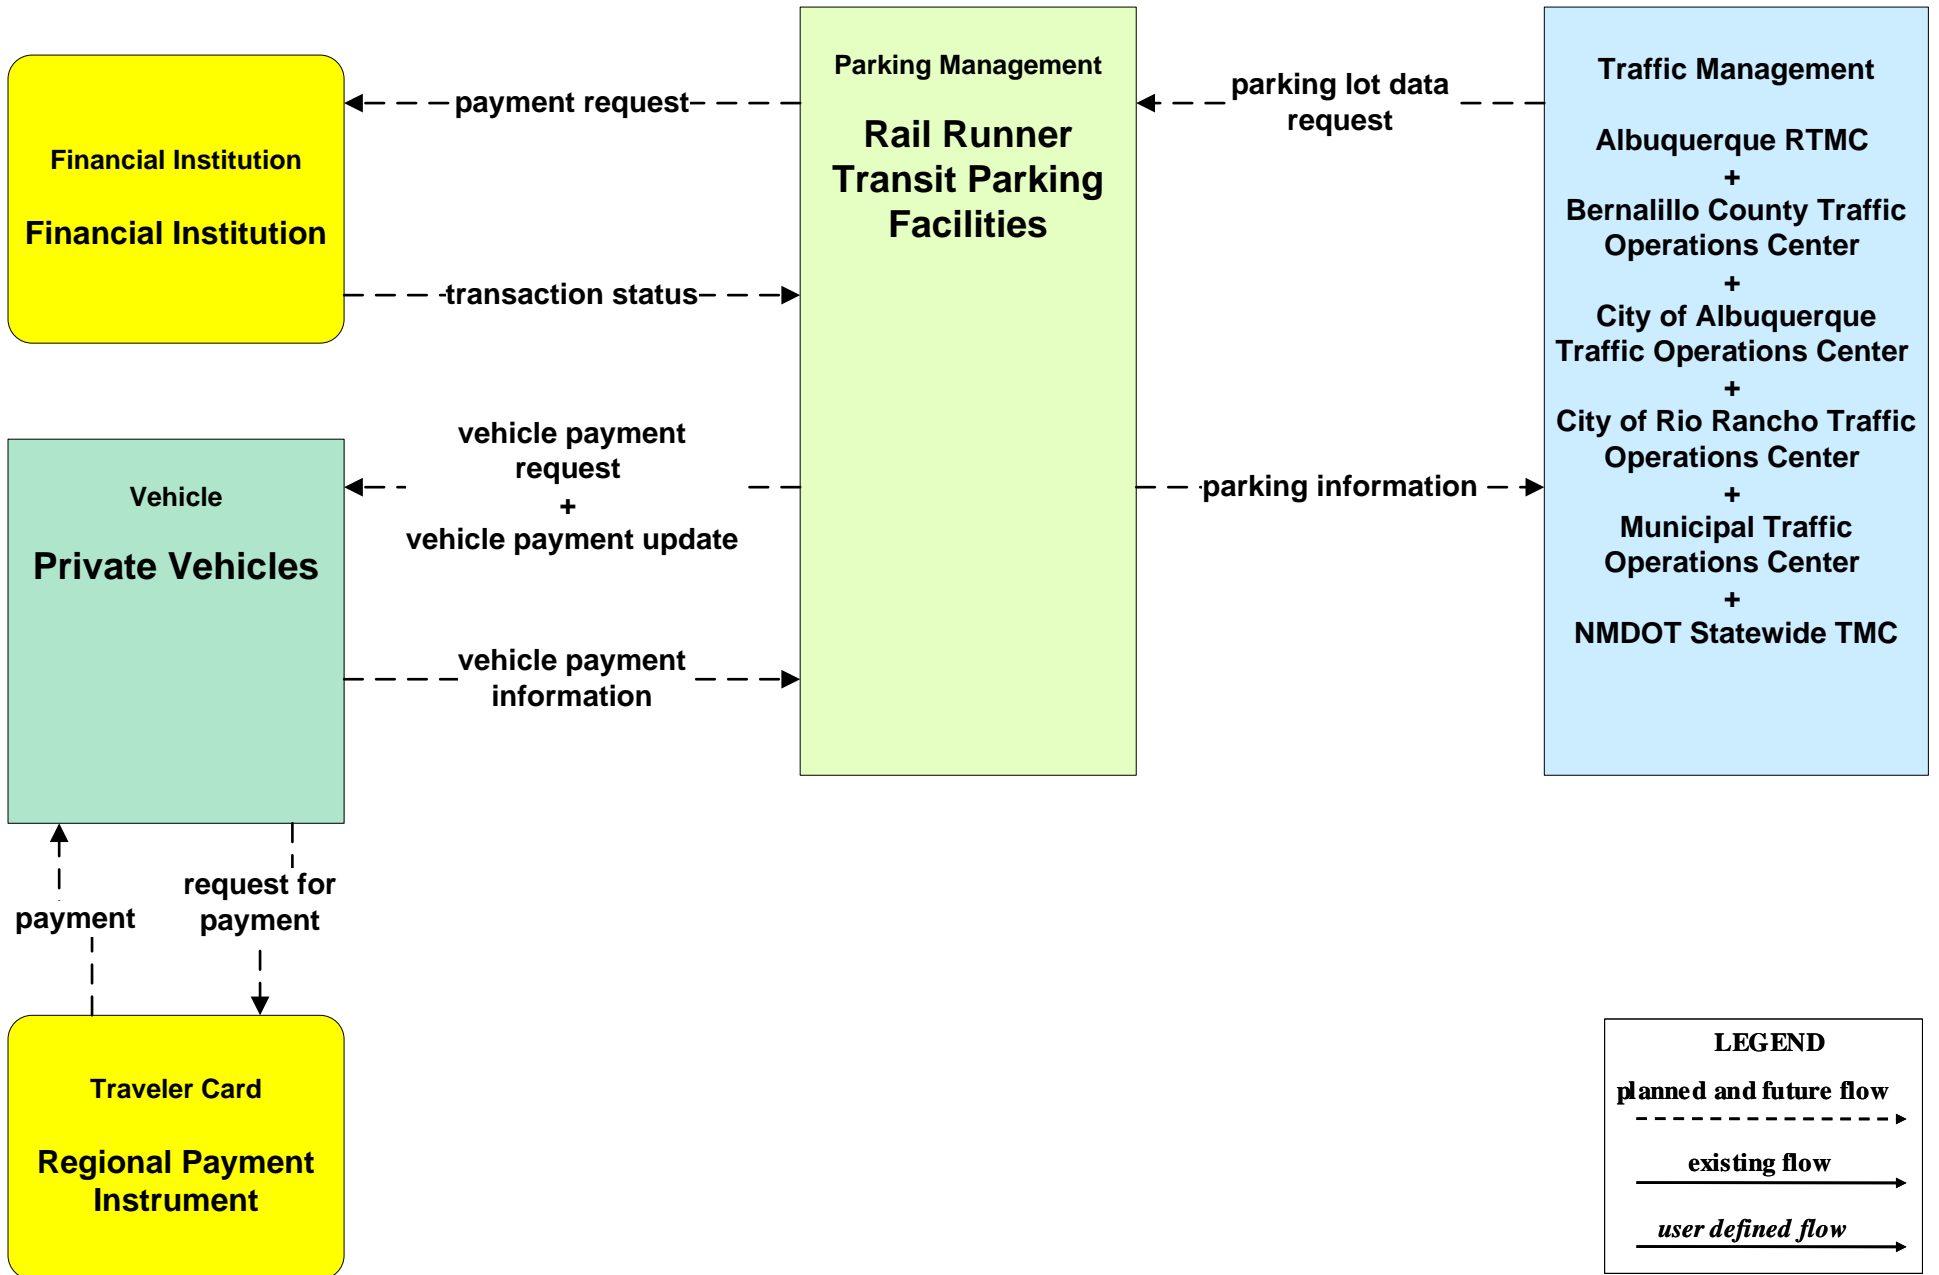 Financial Institution
Financial Institution
payment request
transaction status
Parking Management
Rail Runner
Transit Parking
Facilities
parking lot data
request
Traffic Management
Albuquerque RTMC
+
Bernalillo County Traffic
Operations Center
+
City of Albuquerque
Traffic Operations Center
+
City of Rio Rancho Traffic
Operations Center
+
Municipal Traffic
Operations Center
+
NMDOT Statewide TMC
Vehicle
Private Vehicles
vehicle payment
request
+
vehicle payment update
parking information
vehicle payment
information
payment
request for
payment
Traveler Card
Regional Payment
Instrument
LEGEND
planned and future flow
existing flow
user defined flow